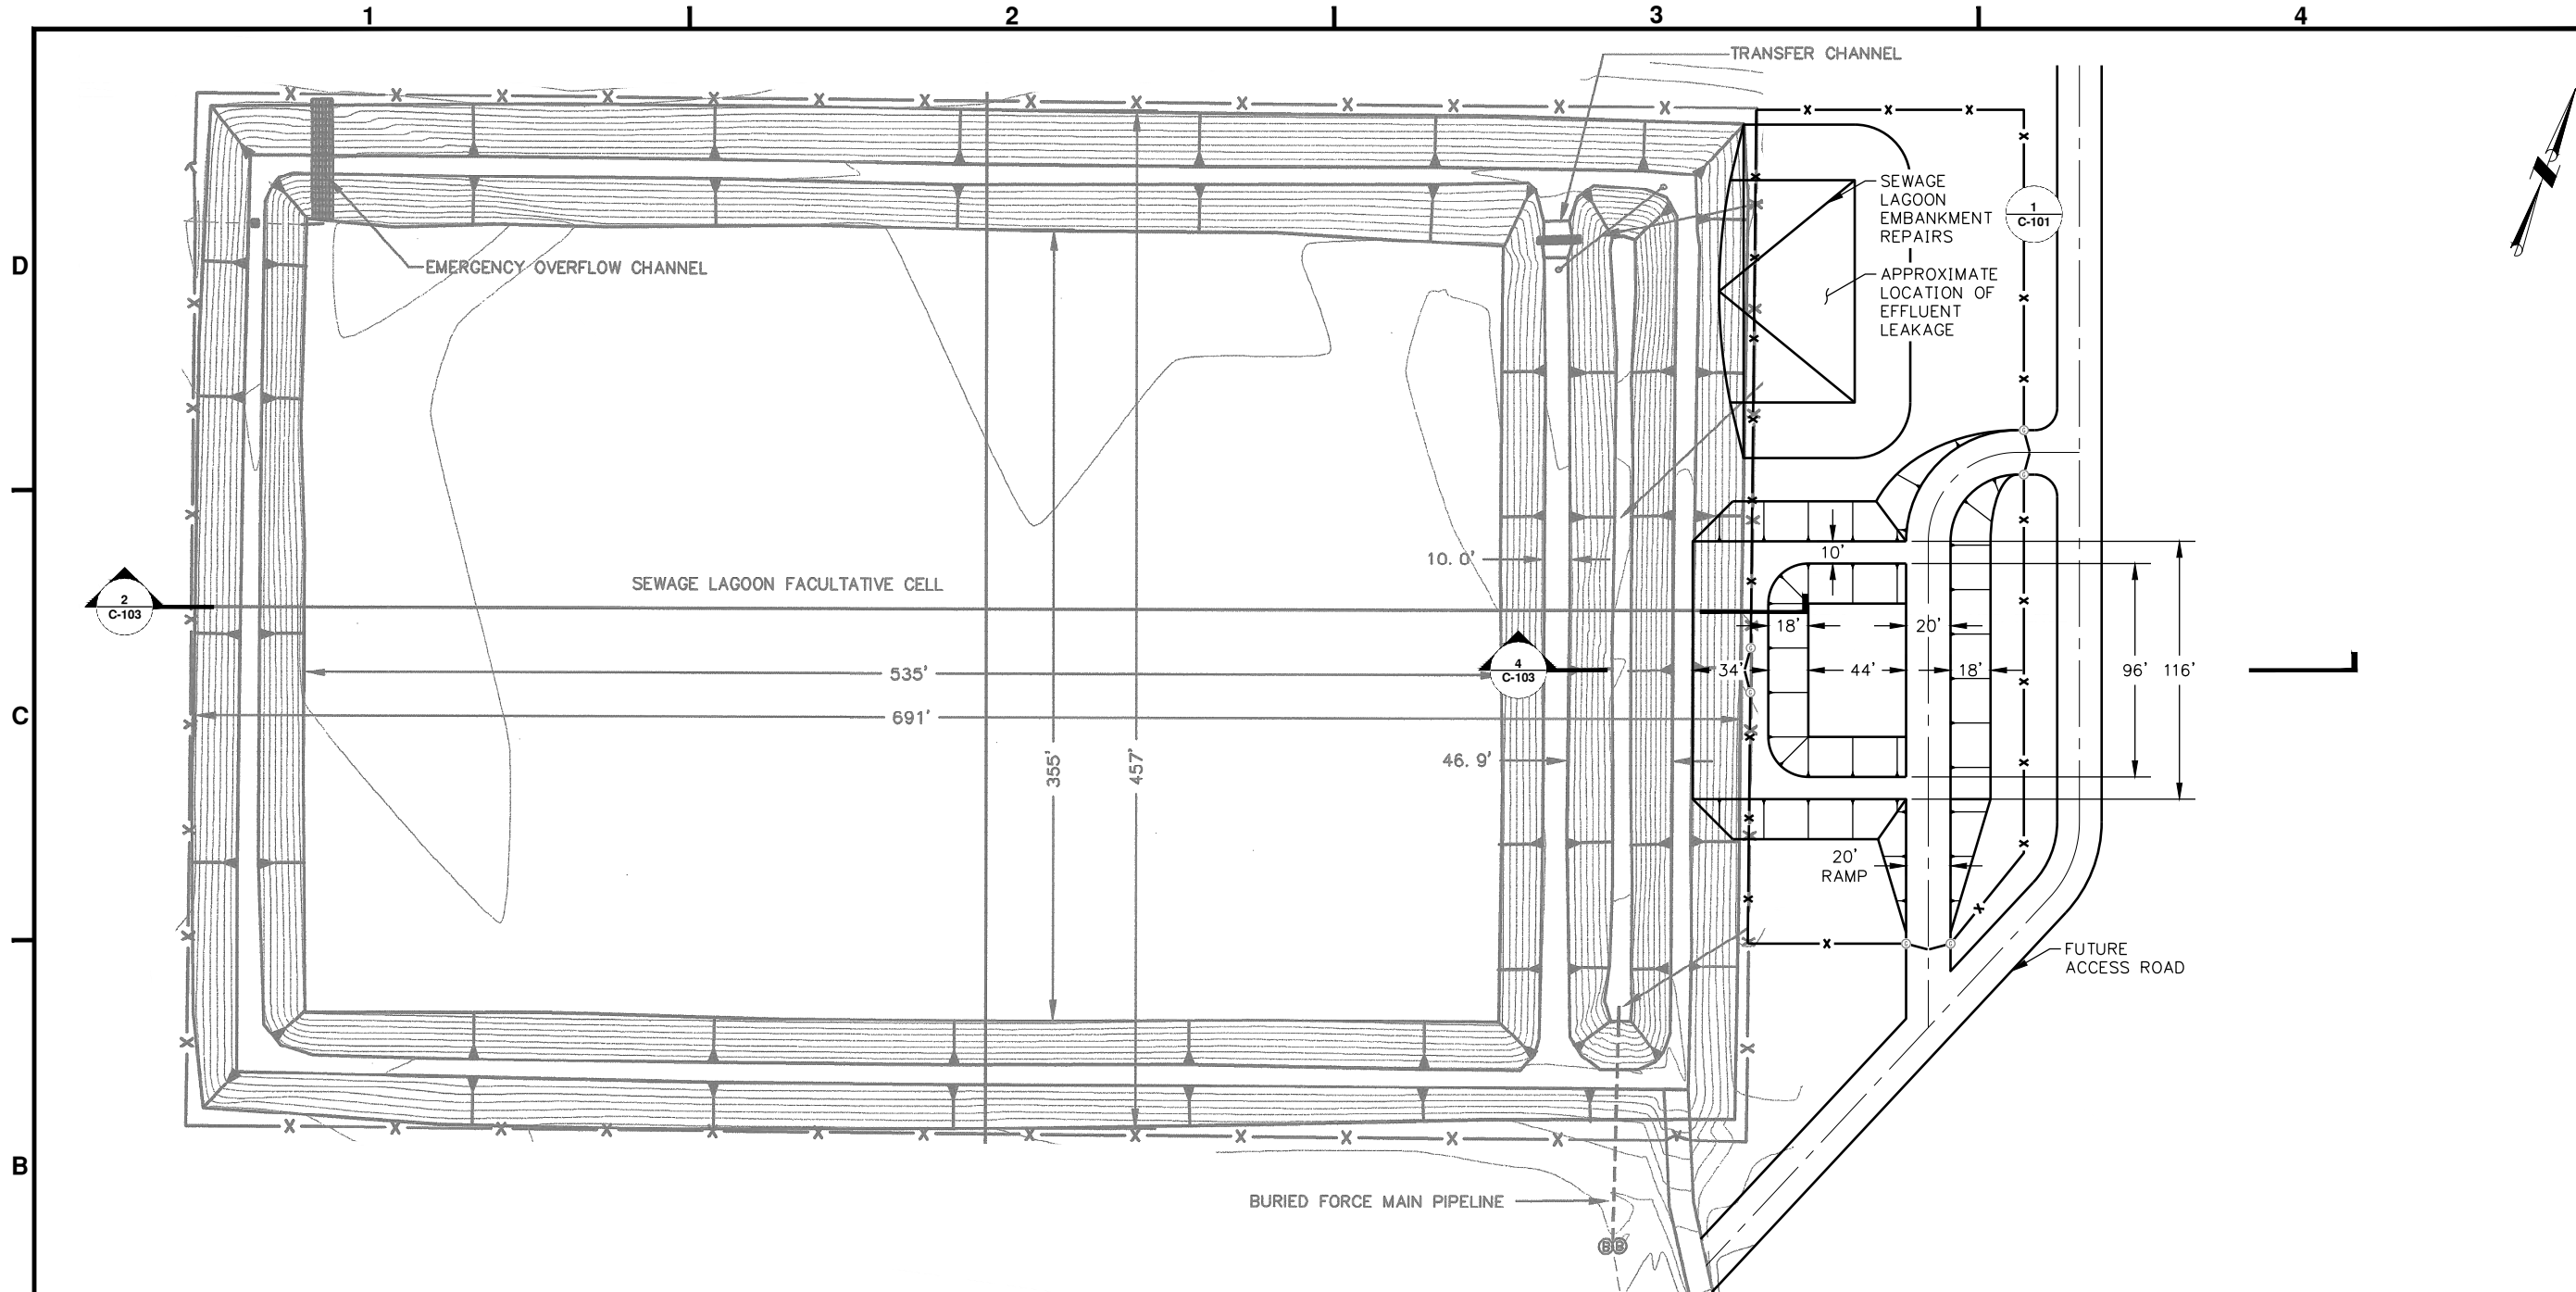 1 2 3 4
TRANSFER CHANNEL
SEWAGE
LAGOON
EMBANKMENT
REPAIRS
1
C-101
D
EMERGENCY OVERFLOW CHANNEL
APPROXIMATE
LOCATION OF
EFFLUENT
LEAKAGE
10.0'
10'
SEWAGE LAGOON FACULTATIVE CELL
2
C-103
18'
20'
535'
4
C-103
34'
44'
18'
96'
116'
C
691'
355'
457'
46.9'
20'
RAMP
FUTURE
ACCESS ROAD
B
BURIED FORCE MAIN PIPELINE
B B